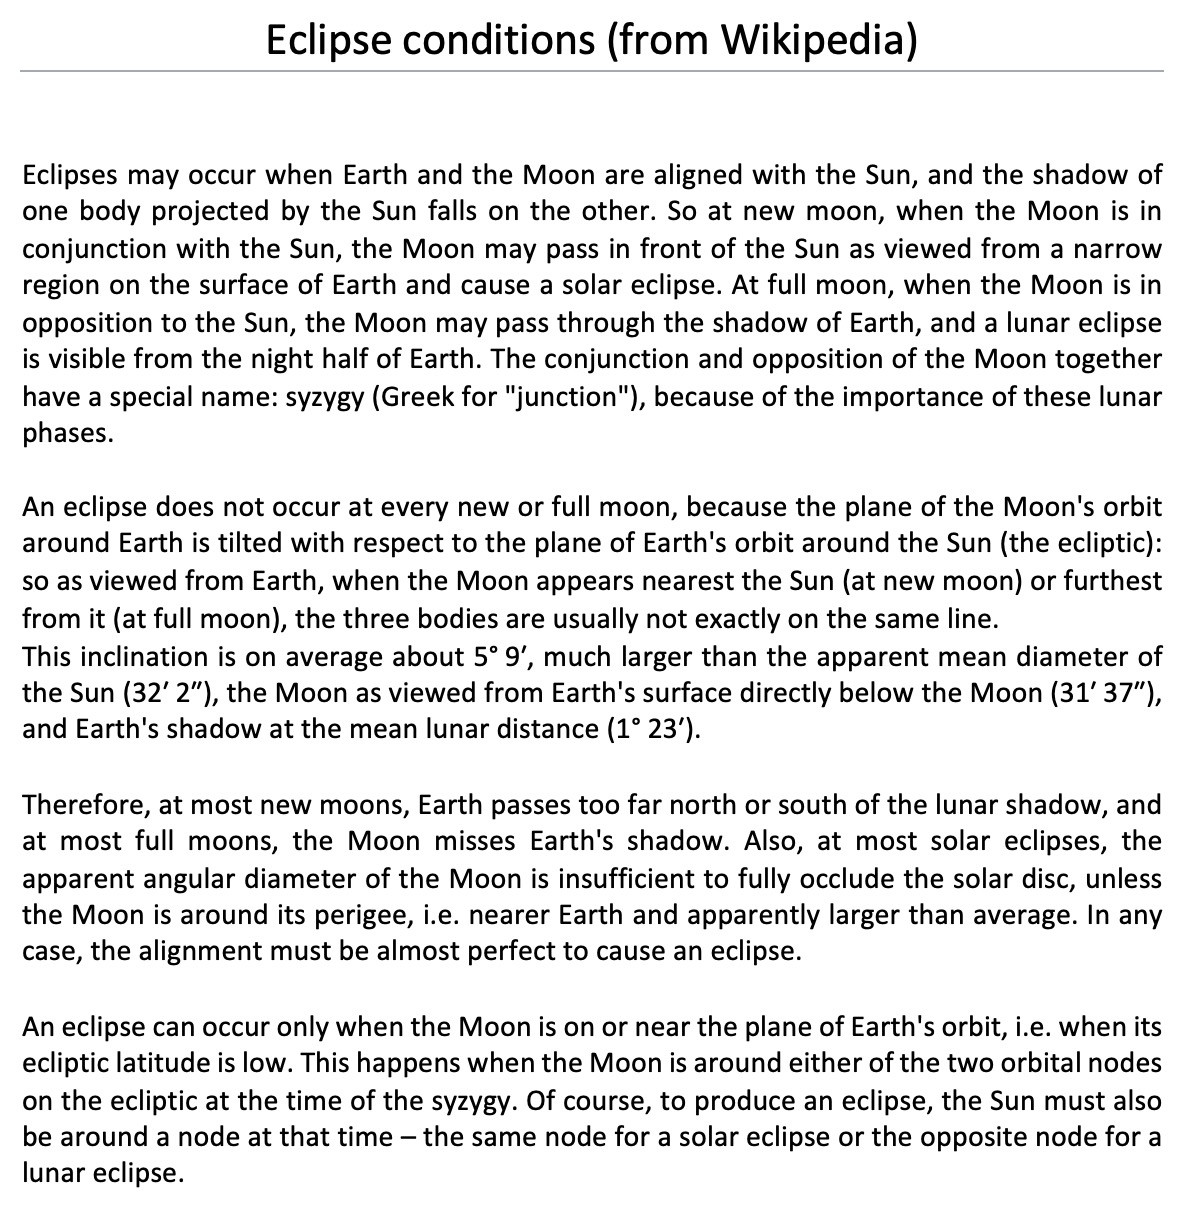 Eclipse conditions (from Wikipedia)
Eclipses may occur when Earth and the Moon are aligned with the Sun, and the shadow of
one body projected by the Sun falls on the other. So at new moon, when the Moon is in
conjunction with the Sun, the Moon may pass in front of the Sun as viewed from a narrow
region on the surface of Earth and cause a solar eclipse. At full moon, when the Moon is in
opposition to the Sun, the Moon may pass through the shadow of Earth, and a lunar eclipse
is visible from the night half of Earth. The conjunction and opposition of the Moon together
have a special name: syzygy (Greek for "junction"), because of the importance of these lunar
phases.
An eclipse does not occur at every new or full moon, because the plane of the Moon's orbit
around Earth is tilted with respect to the plane of Earth's orbit around the Sun (the ecliptic):
so as viewed from Earth, when the Moon appears nearest the Sun (at new moon) or furthest
from it (at full moon), the three bodies are usually not exactly on the same line.
This inclination is on average about 5° 9′, much larger than the apparent mean diameter of
the Sun (32′ 2″), the Moon as viewed from Earth's surface directly below the Moon (31′ 37″),
and Earth's shadow at the mean lunar distance (1° 23′).
Therefore, at most new moons, Earth passes too far north or south of the lunar shadow, and
at most full moons, the Moon misses Earth's shadow. Also, at most solar eclipses, the
apparent angular diameter of the Moon is insufficient to fully occlude the solar disc, unless
the Moon is around its perigee, i.e. nearer Earth and apparently larger than average. In any
case, the alignment must be almost perfect to cause an eclipse.
An eclipse can occur only when the Moon is on or near the plane of Earth's orbit, i.e. when its
ecliptic latitude is low. This happens when the Moon is around either of the two orbital nodes
on the ecliptic at the time of the syzygy. Of course, to produce an eclipse, the Sun must also
be around a node at that time – the same node for a solar eclipse or the opposite node for a
lunar eclipse.